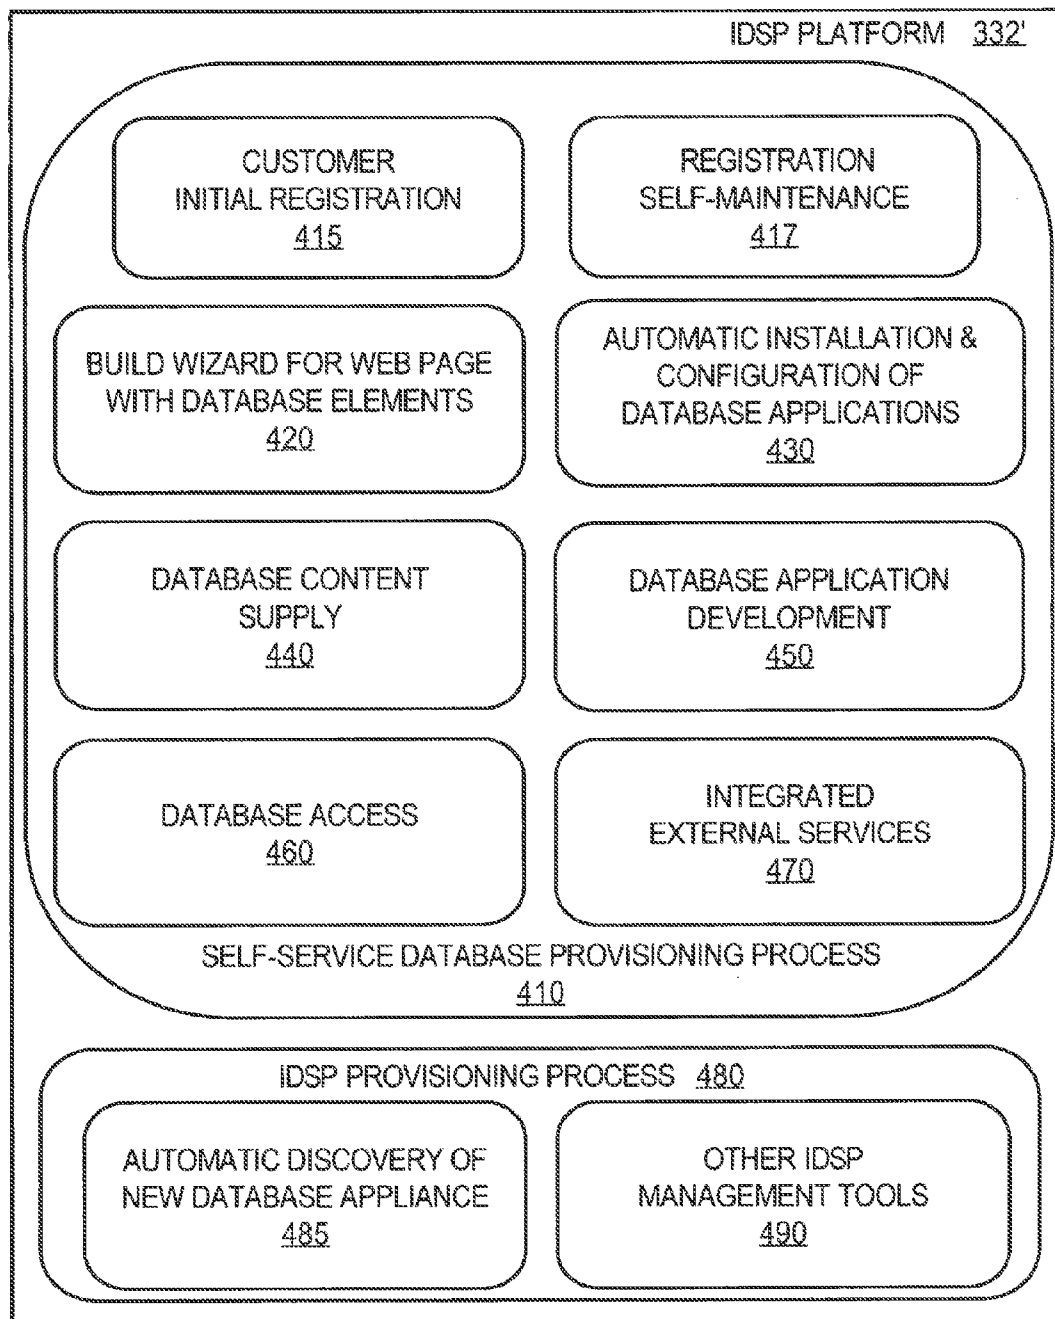 IDSP PLATFORM 332'
CUSTOMER
INITIAL REGISTRATION
415
REGISTRATION
SELF-MAINTENANCE
417
BUILD WIZARD FOR WEB PAGE
WITH DATABASE ELEMENTS
420
AUTOMATIC INSTALLATION &
CONFIGURATION OF
DATABASE APPLICATIONS
430
DATABASE CONTENT
SUPPLY
440
DATABASE APPLICATION
DEVELOPMENT
450
DATABASE ACCESS
460
INTEGRATED
EXTERNAL SERVICES
470
SELF-SERVICE DATABASE PROVISIONING PROCESS
410
IDSP PROVISIONING PROCESS 480
AUTOMATIC DISCOVERY OF
NEW DATABASE APPLIANCE
485
OTHER IDSP
MANAGEMENT TOOLS
490